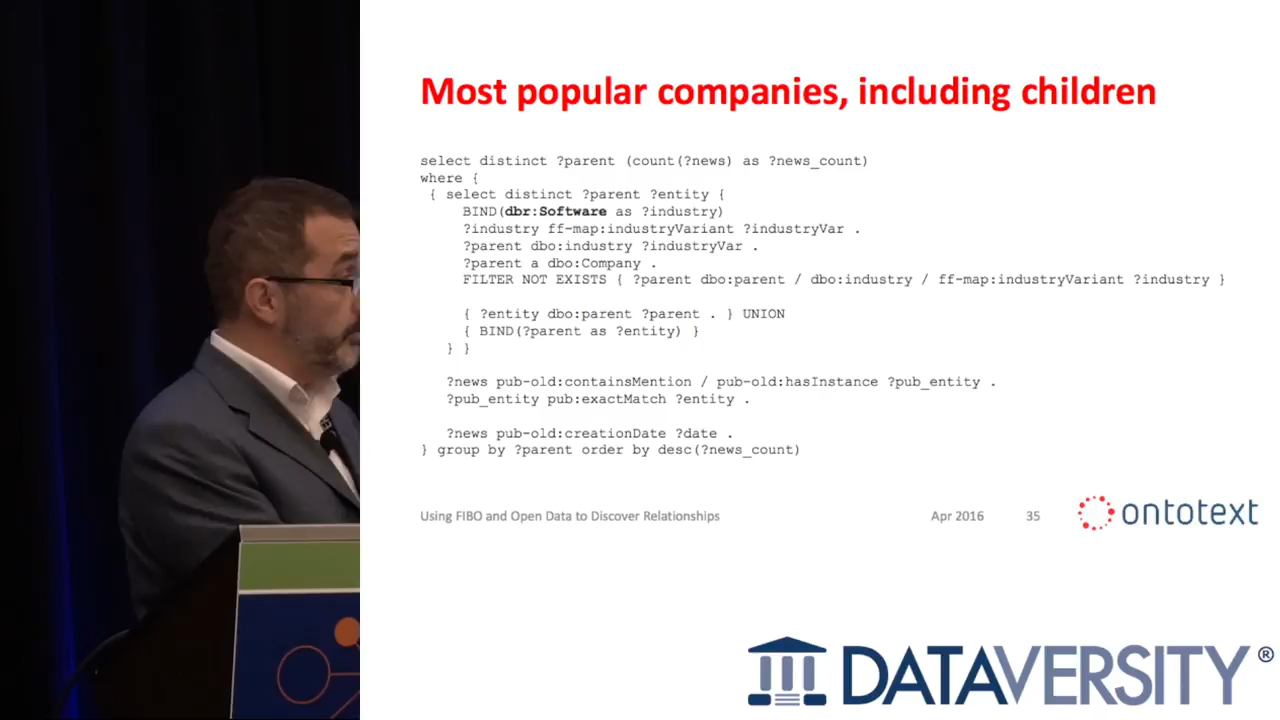 Most popular companies, including children
select distinct ?parent (count(?news) as ?news_count)
where {
{ select distinct ?parent ?entity {
BIND(dbr:Software as ?industry)
?industry ff-map:industryVariant ?industryVar .
?parent dbo:industry ?industryVar .
?parent a dbo:Company .
FILTER NOT EXISTS { ?parent dbo:parent / dbo:industry / ff-map:industryVariant ?industry }
{ ?entity dbo:parent ?parent . } UNION
{ BIND(?parent as ?entity) }
} }
?news pub-old:containsMention / pub-old:hasInstance ?pub_entity .
?pub_entity pub:exactMatch ?entity .
?news pub-old:creationDate ?date .
} group by ?parent order by desc(?news_count)
Using FIBO and Open Data to Discover Relationships Apr 2016 35 ontotext
DATAVERSITY®